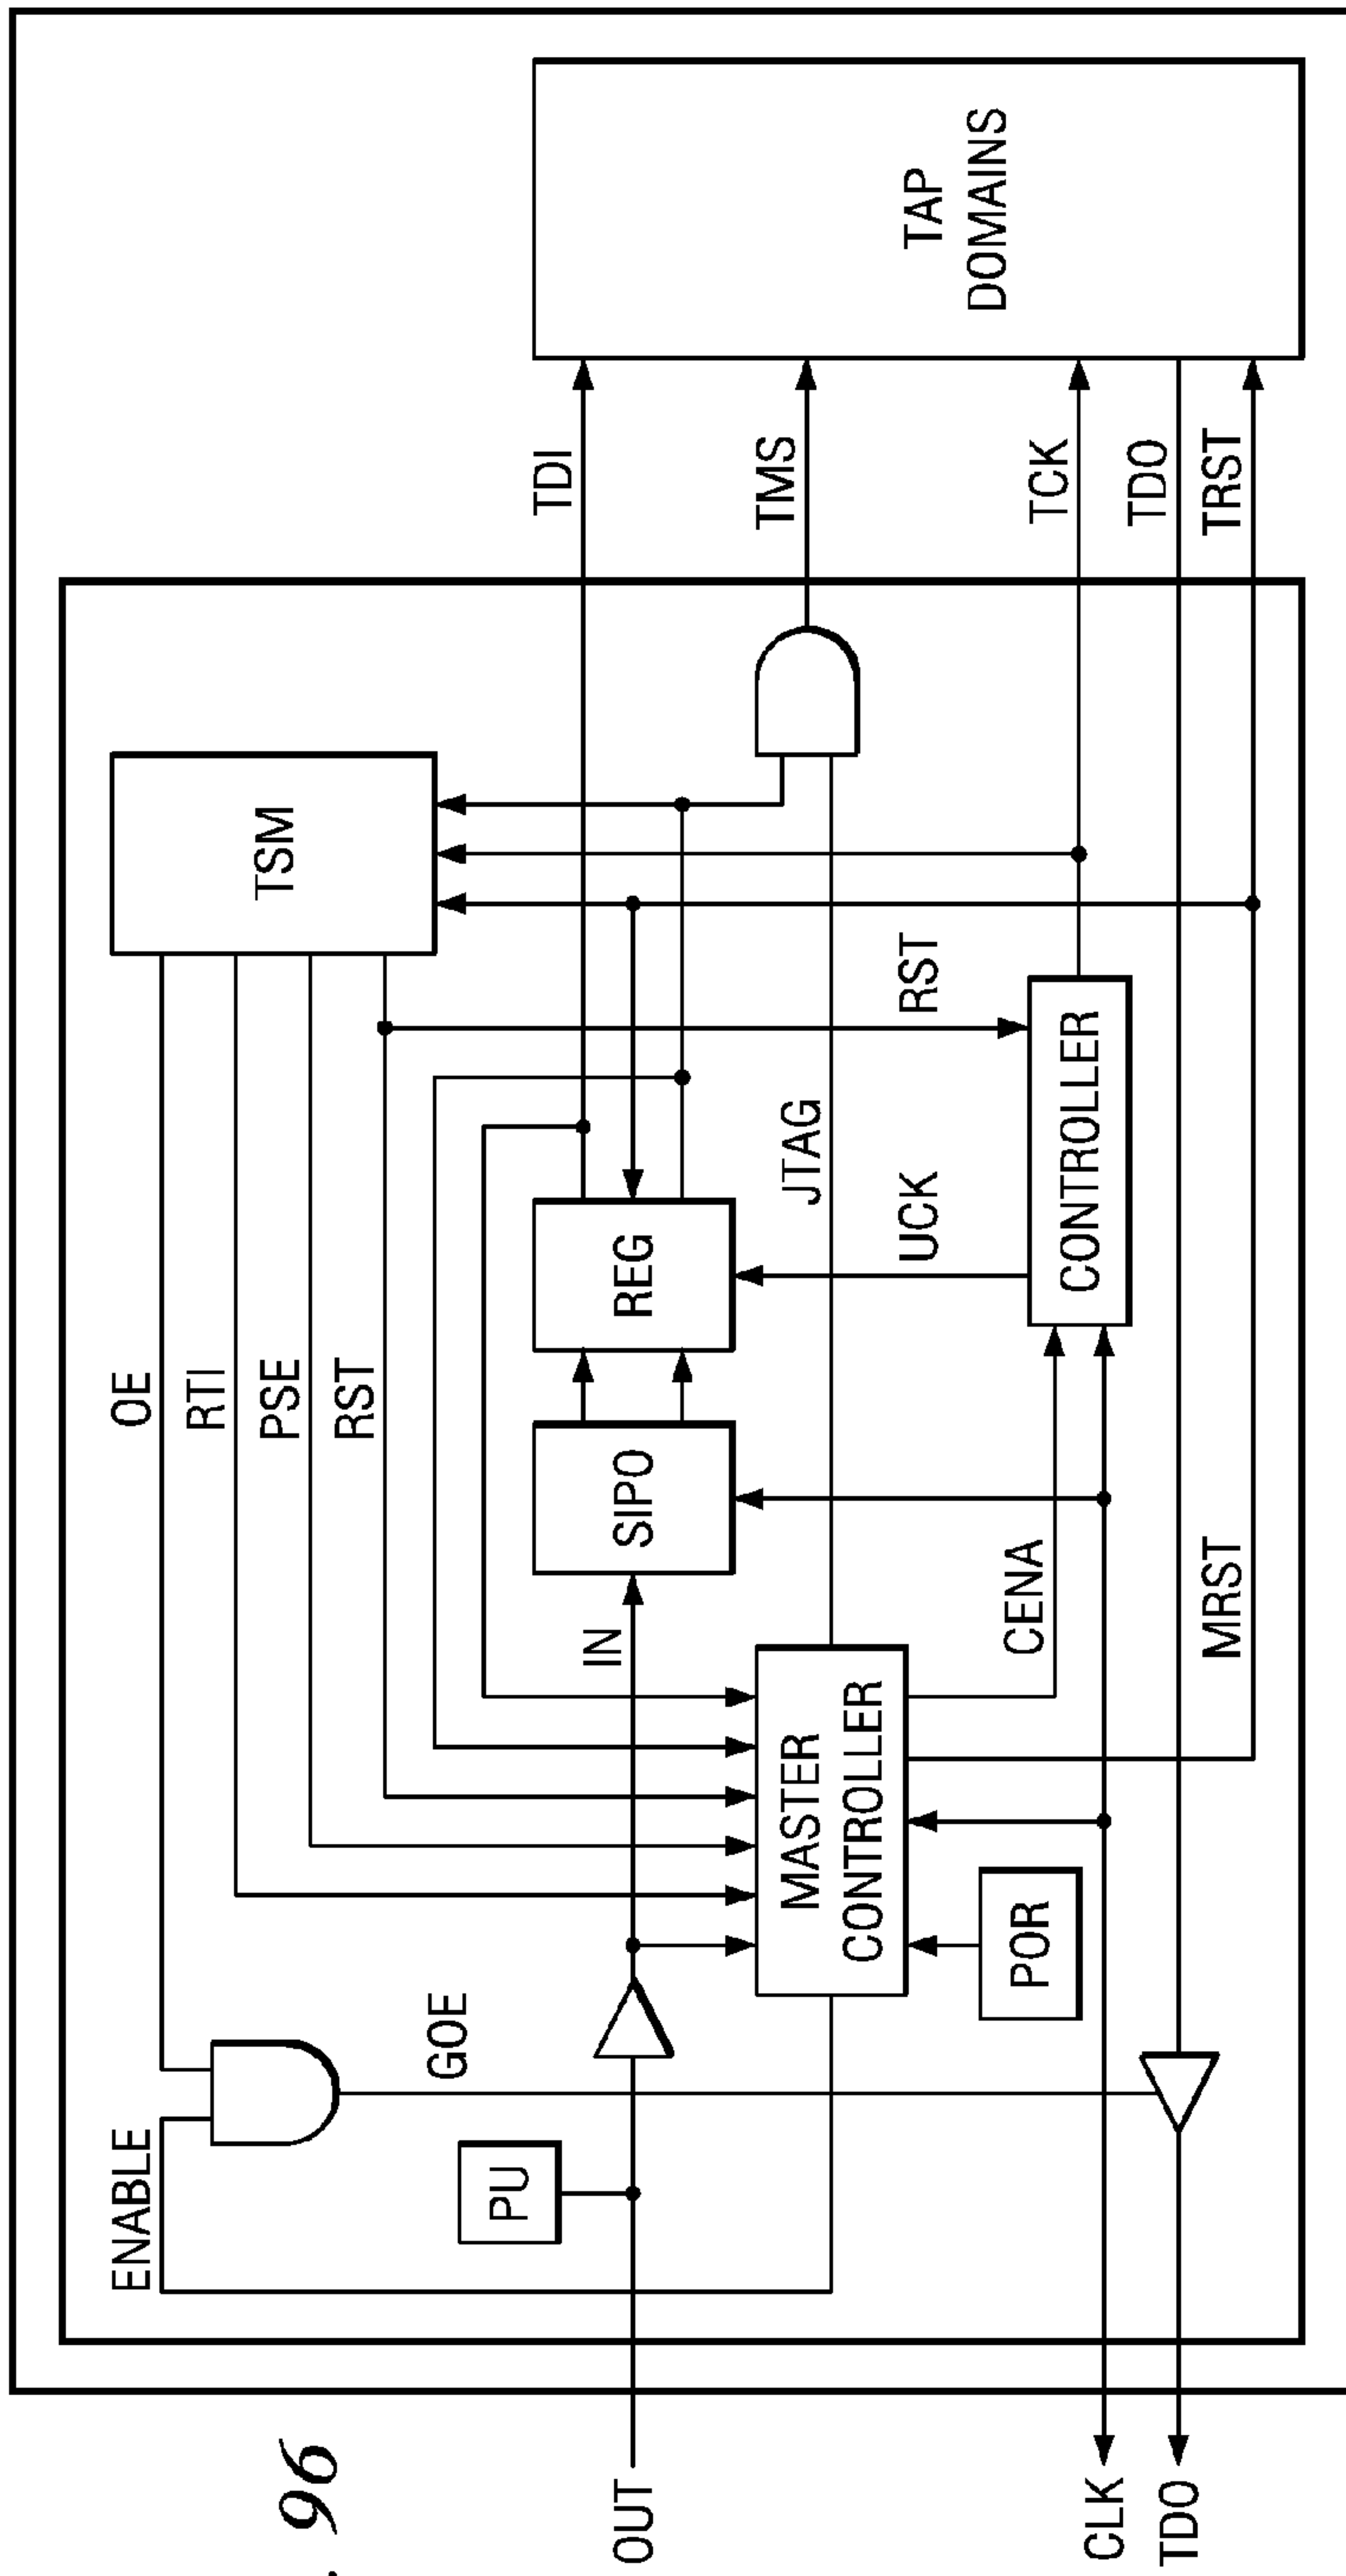 . 96
ENABLE
OE
RTI
PSE
RST
TSM
GOE
PU
OUT
IN
SIPO
REG
TDI
TAP
DOMAINS
MASTER
CONTROLLER
JTAG
TMS
UCK
RST
POR
CENA
CONTROLLER
TCK
CLK
TDO
TDO
MRST
TRST